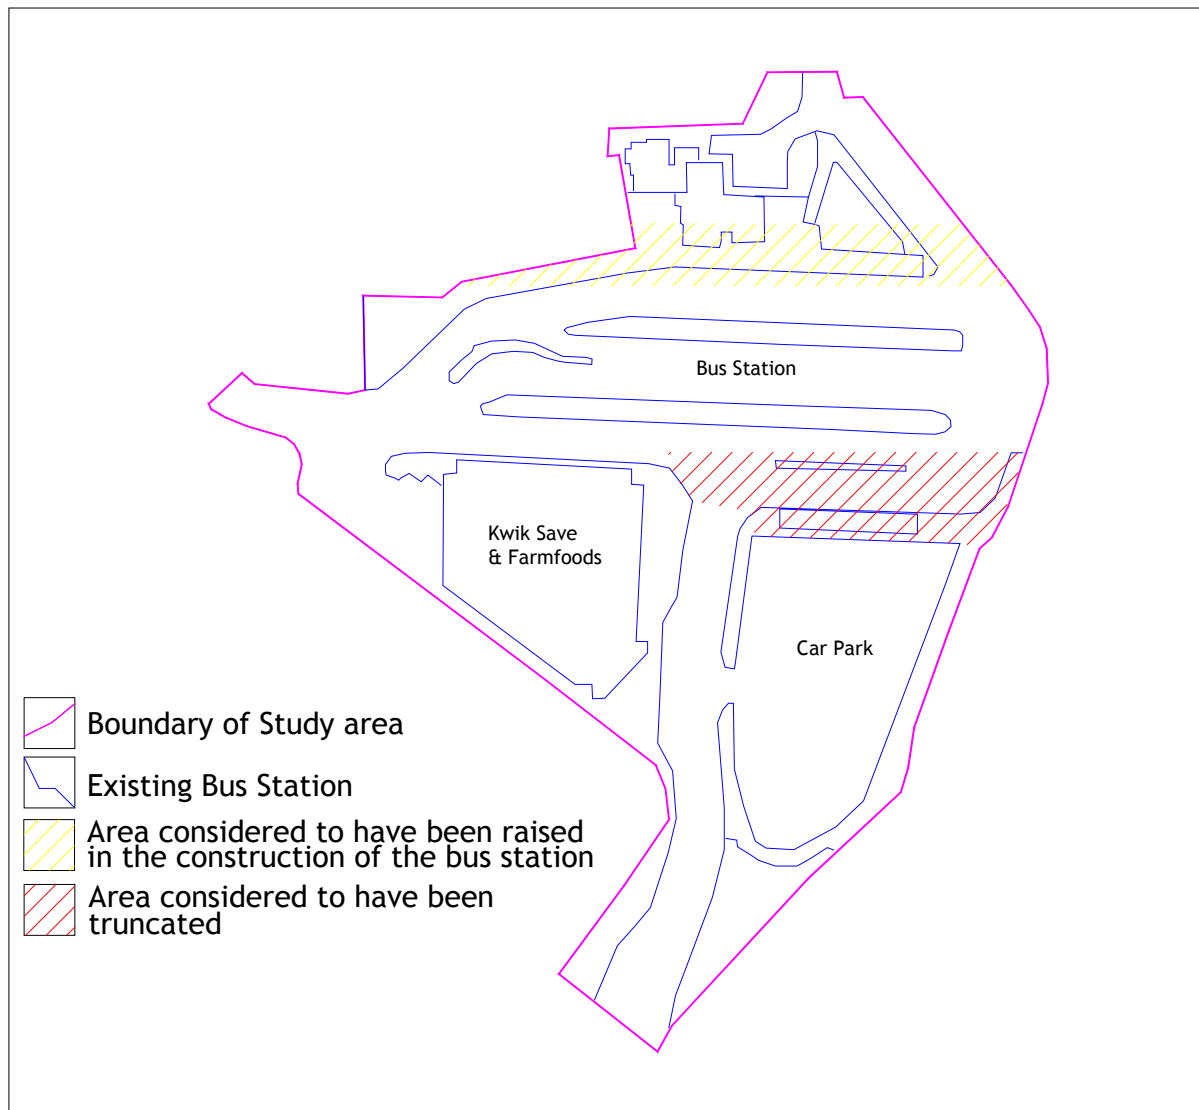 Bus Station
Kwik Save
& Farmfoods
Car Park
Boundary of Study area
Existing Bus Station
Area considered to have been raised
in the construction of the bus station
Area considered to have been
truncated